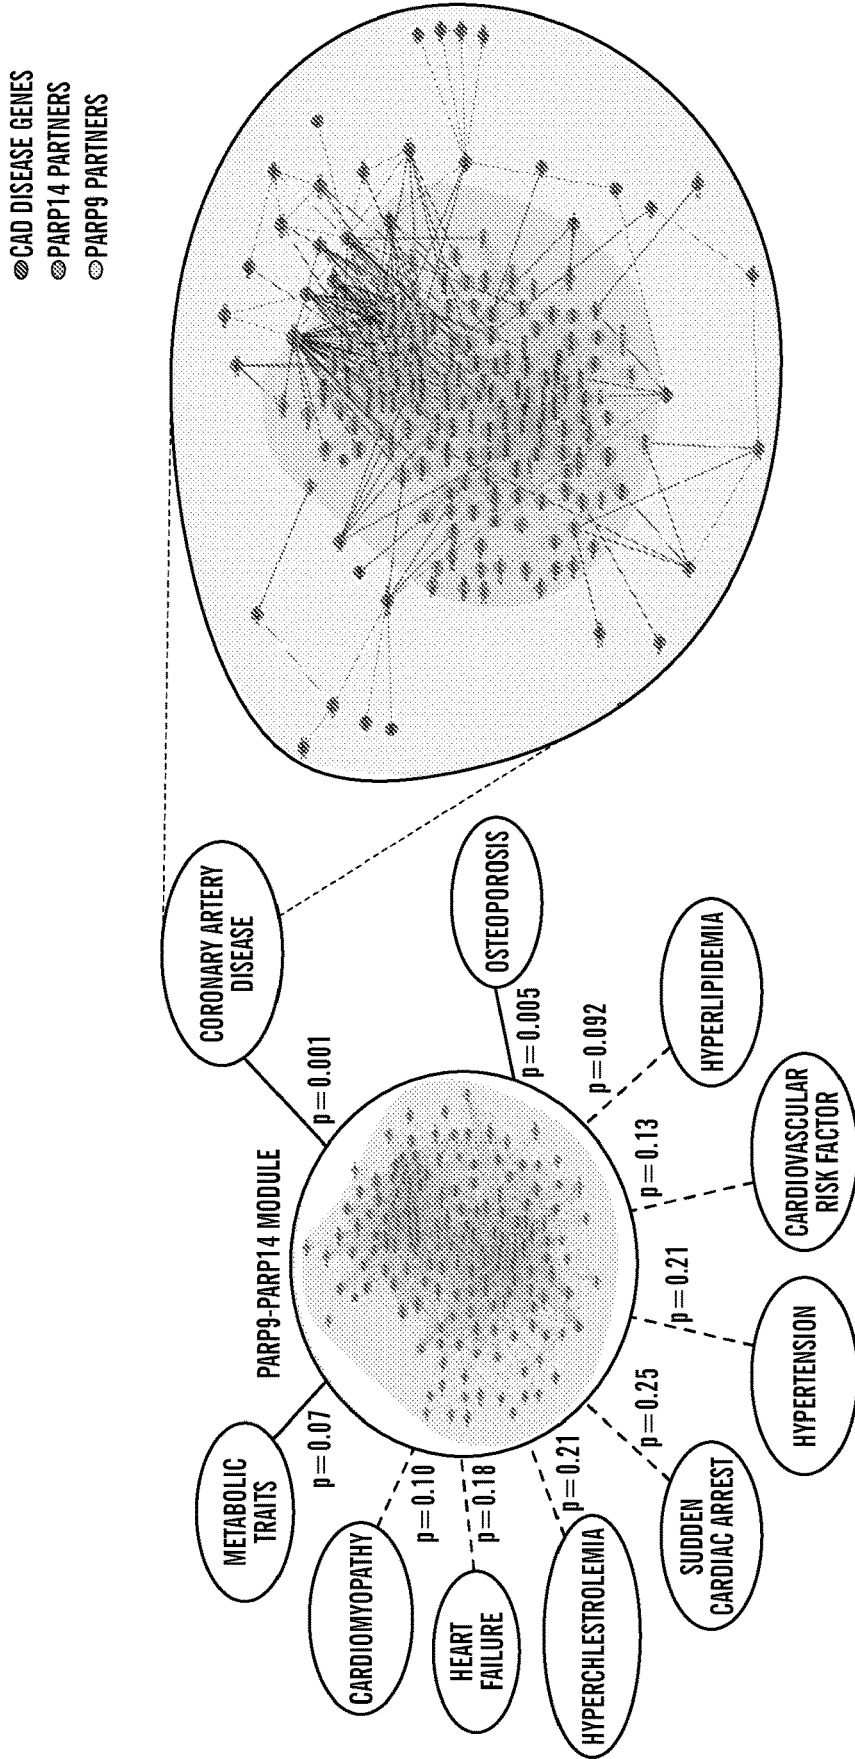 CAD DISEASE GENES
PARP14 PARTNERS
PARP9 PARTNERS
PARP9-PARP14 MODULE
METABOLIC
TRAITS
p=0.07
CARDIOMYOPATHY
p=0.10
HEART
FAILURE
p=0.18
HYPERCHLESTROLEMIA
p=0.21
SUDDEN
CARDIAC ARREST
p=0.25
HYPERTENSION
p=0.21
CARDIOVASCULAR
RISK FACTOR
p=0.13
HYPERLIPIDEMIA
p=0.092
OSTEOPOROSIS
p=0.005
CORONARY ARTERY
DISEASE
p=0.001